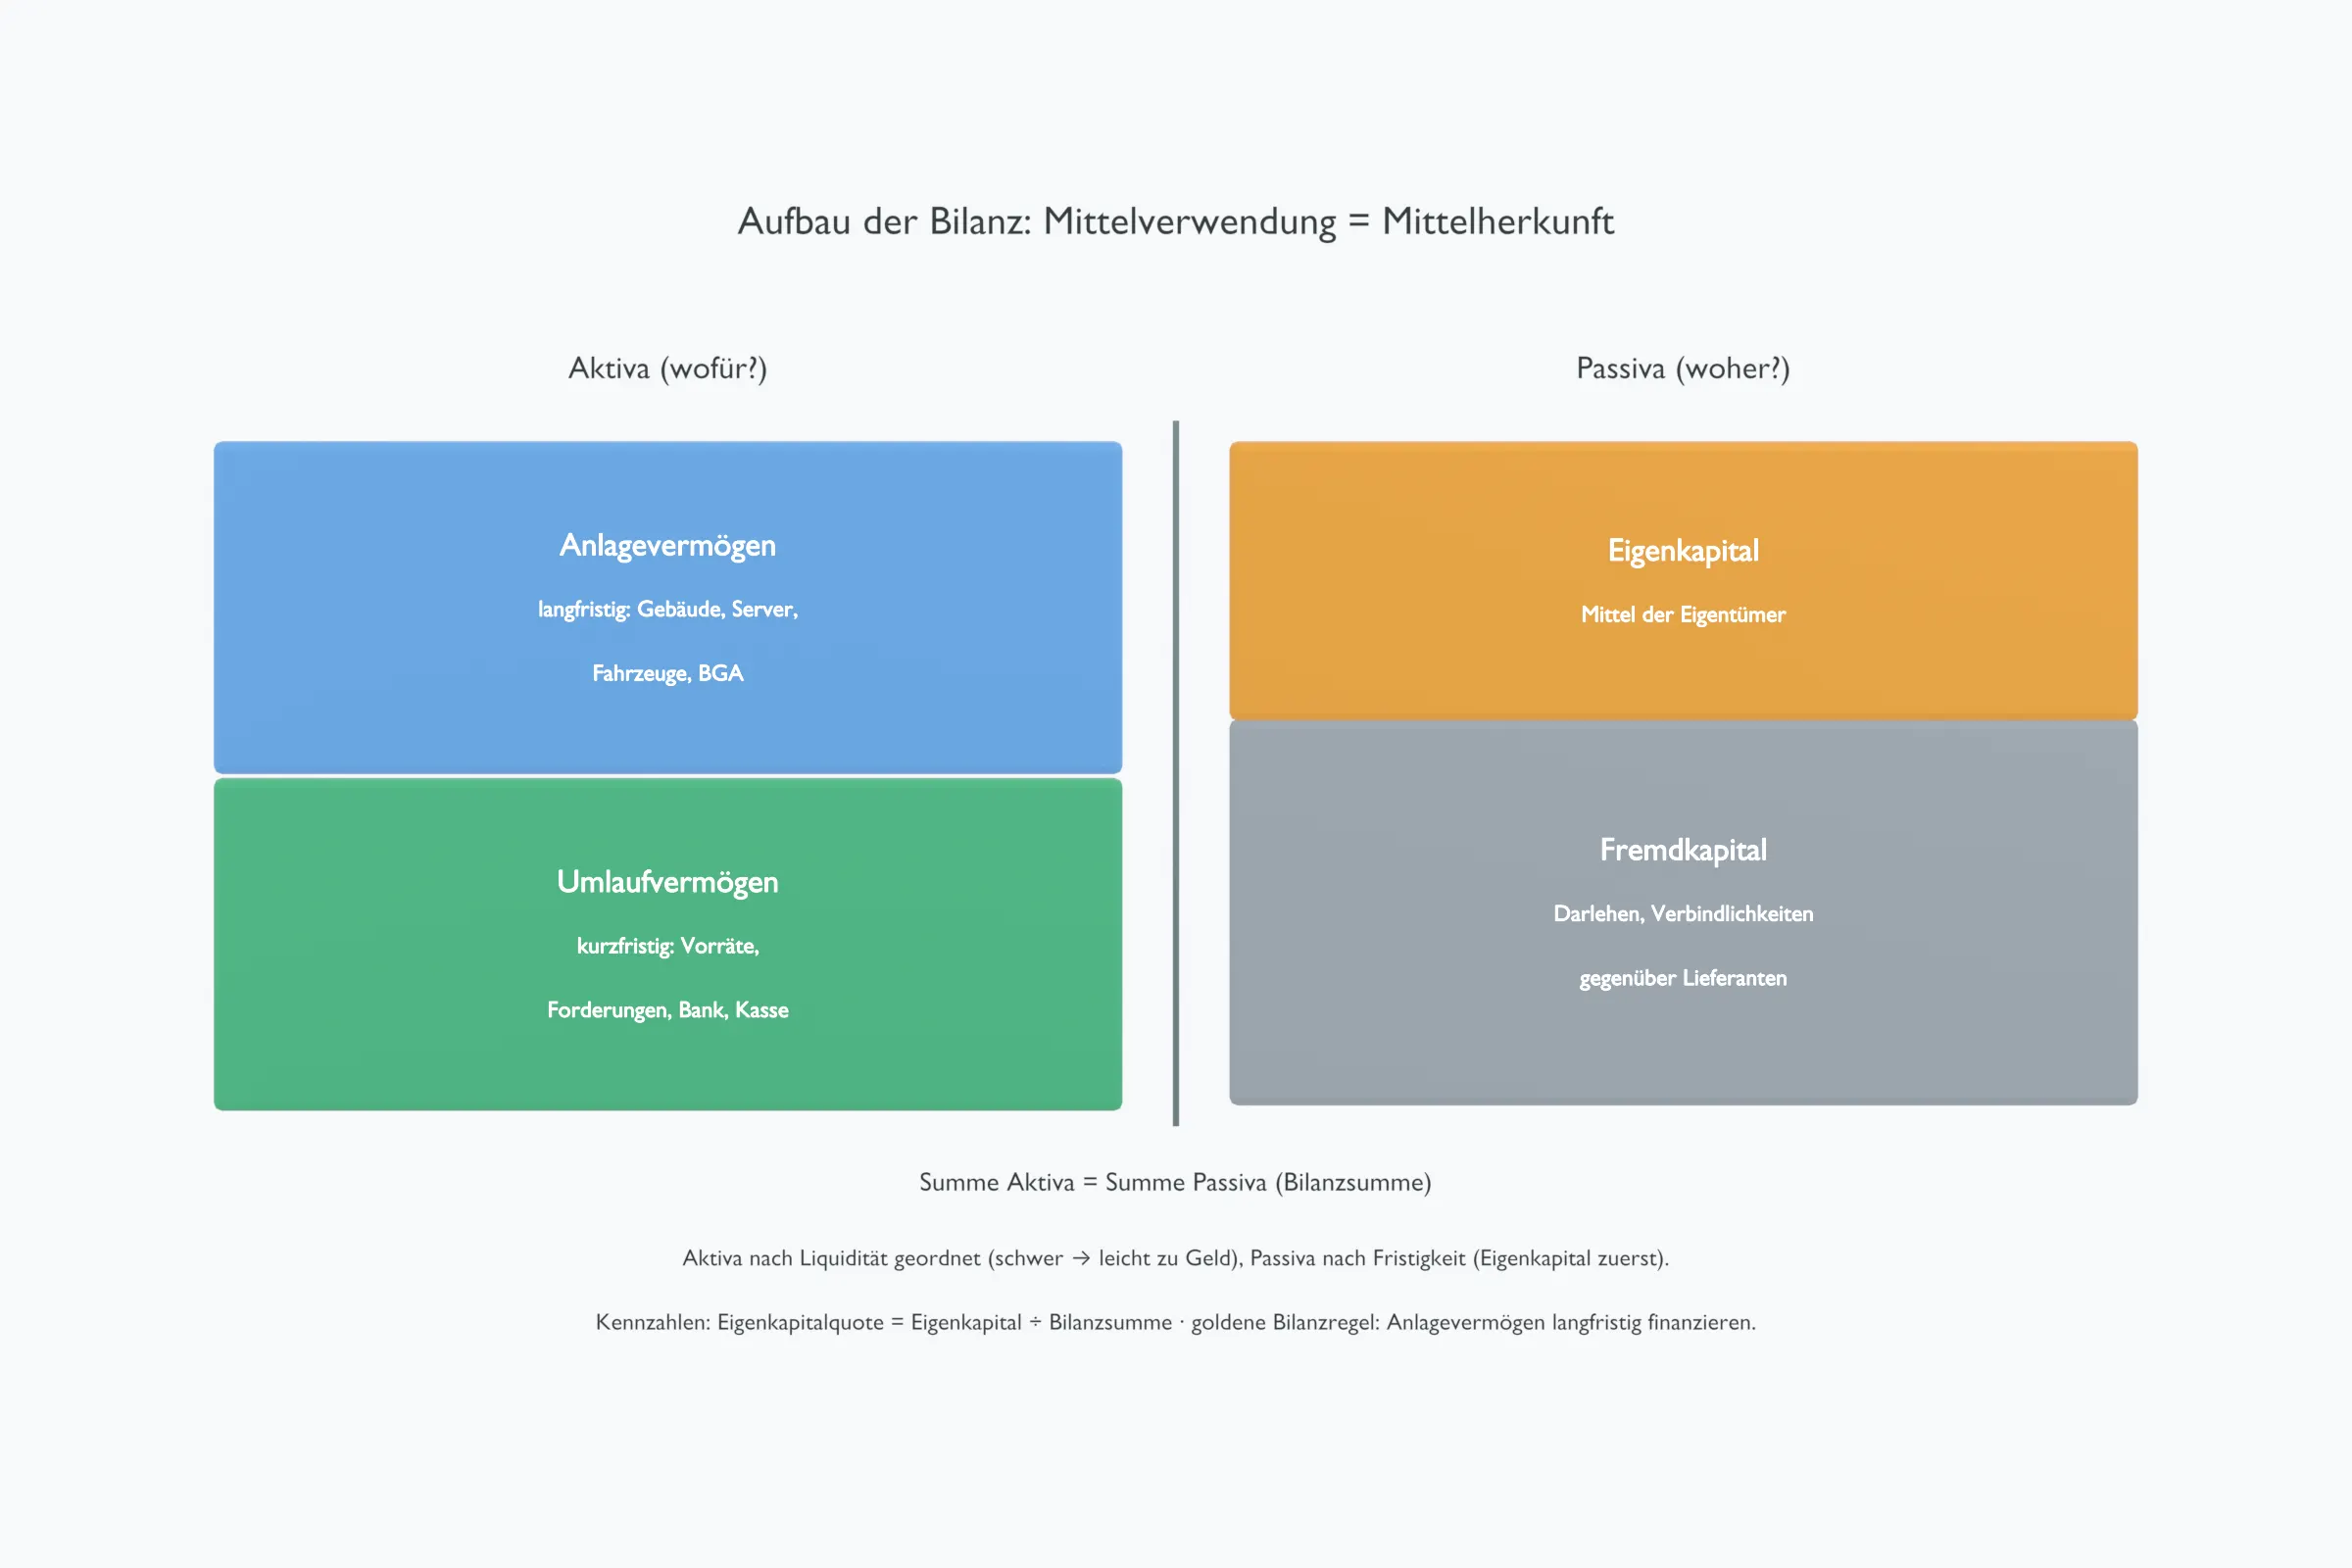 Aufbau der Bilanz: Mittelverwendung = Mittelherkunft
Aktiva (wofür?)
Anlagevermögen
langfristig: Gebäude, Server,
Fahrzeuge, BGA
Umlaufvermögen
kurzfristig: Vorräte,
Forderungen, Bank, Kasse
Passiva (woher?)
Eigenkapital
Mittel der Eigentümer
Fremdkapital
Darlehen, Verbindlichkeiten
gegenüber Lieferanten
Summe Aktiva = Summe Passiva (Bilanzsumme)
Aktiva nach Liquidität geordnet (schwer → leicht zu Geld), Passiva nach Fristigkeit (Eigenkapital zuerst).
Kennzahlen: Eigenkapitalquote = Eigenkapital ÷ Bilanzsumme · goldene Bilanzregel: Anlagevermögen langfristig finanzieren.